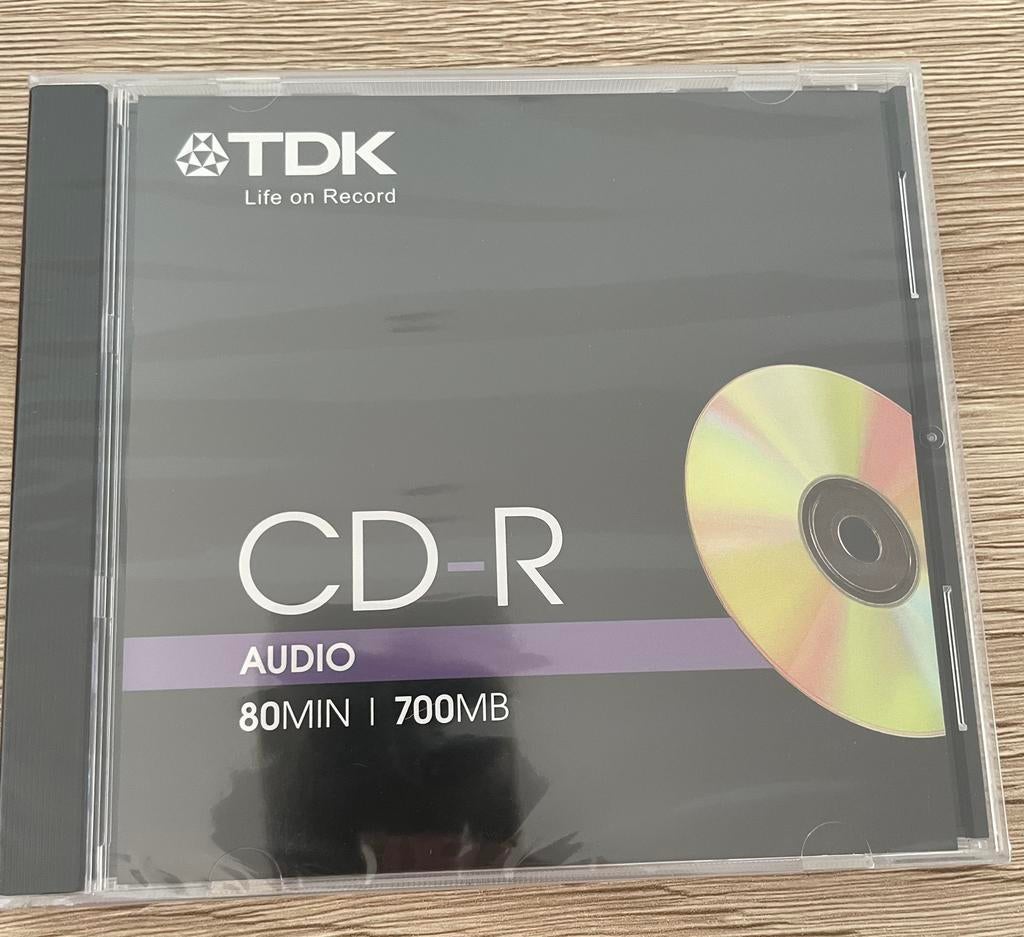 TDK
Life on Record
CD-R
AUDIO
80MIN | 700MB